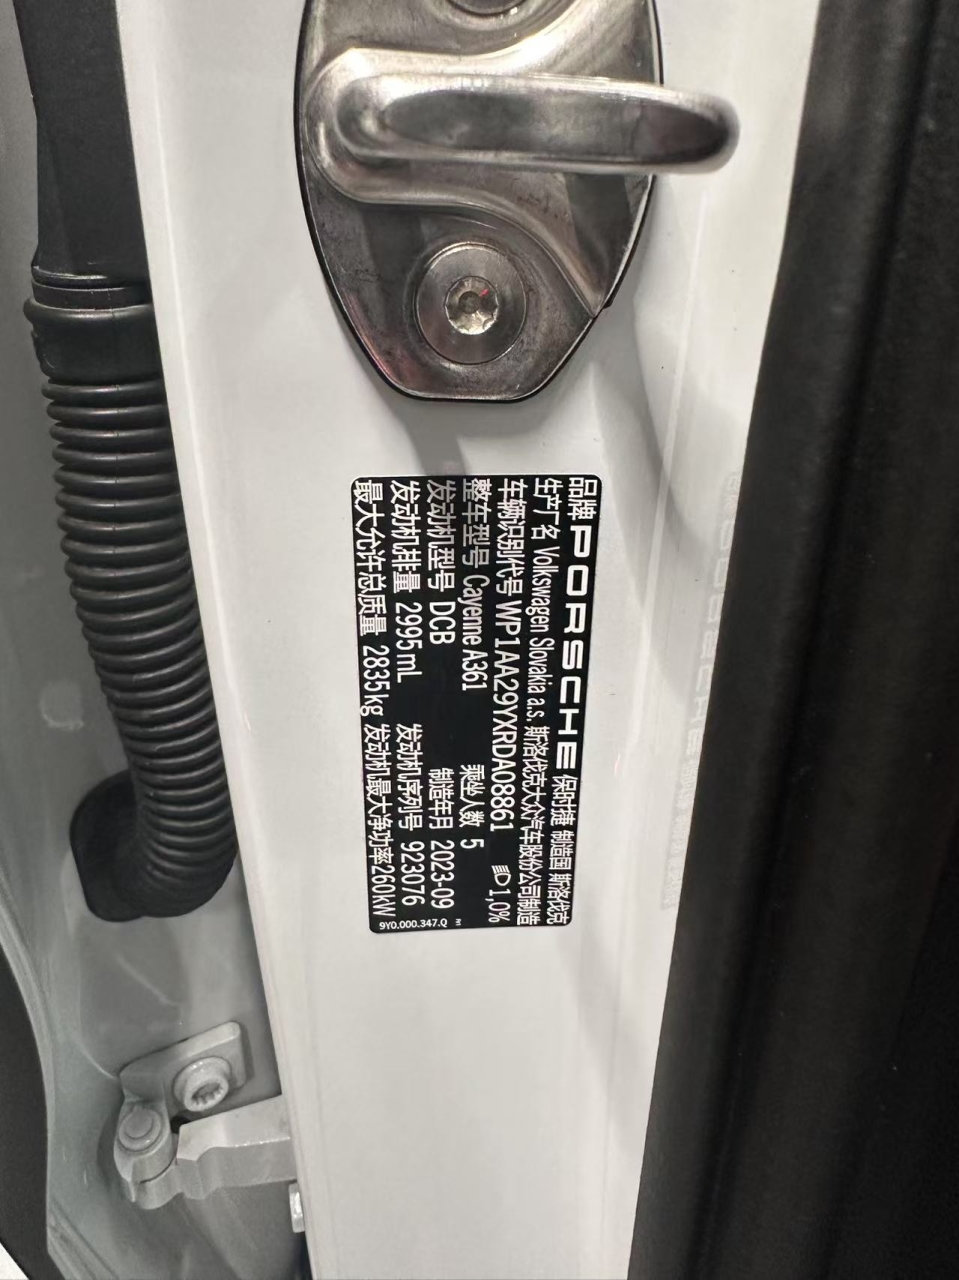 品牌 PORSCHE 保时捷 制造国 斯洛伐克
生产厂名 Volkswagen Slovakia a.s. 斯洛伐克大众汽车股份公司制造
车辆识别代号 WP1AA29YXRDA08861 1,0%
整车型号 Cayenne A361 乘坐人数 5
发动机型号 DCB 制造年月 2023-09
发动机排量 2995mL 发动机序列号 923076
最大允许总质量 2835kg 发动机最大净功率260kW
9Y0.000.347.Q